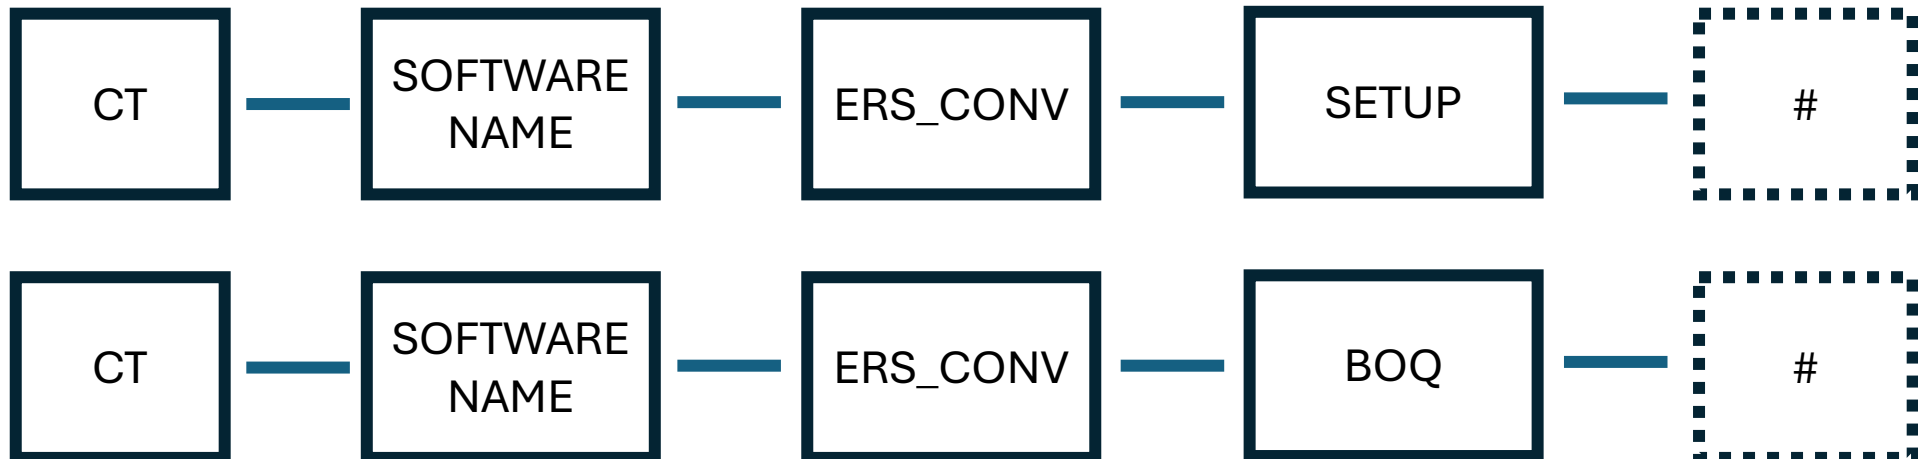 CT
SOFTWARE
NAME
ERS_CONV
SETUP
#
CT
SOFTWARE
NAME
ERS_CONV
BOQ
#